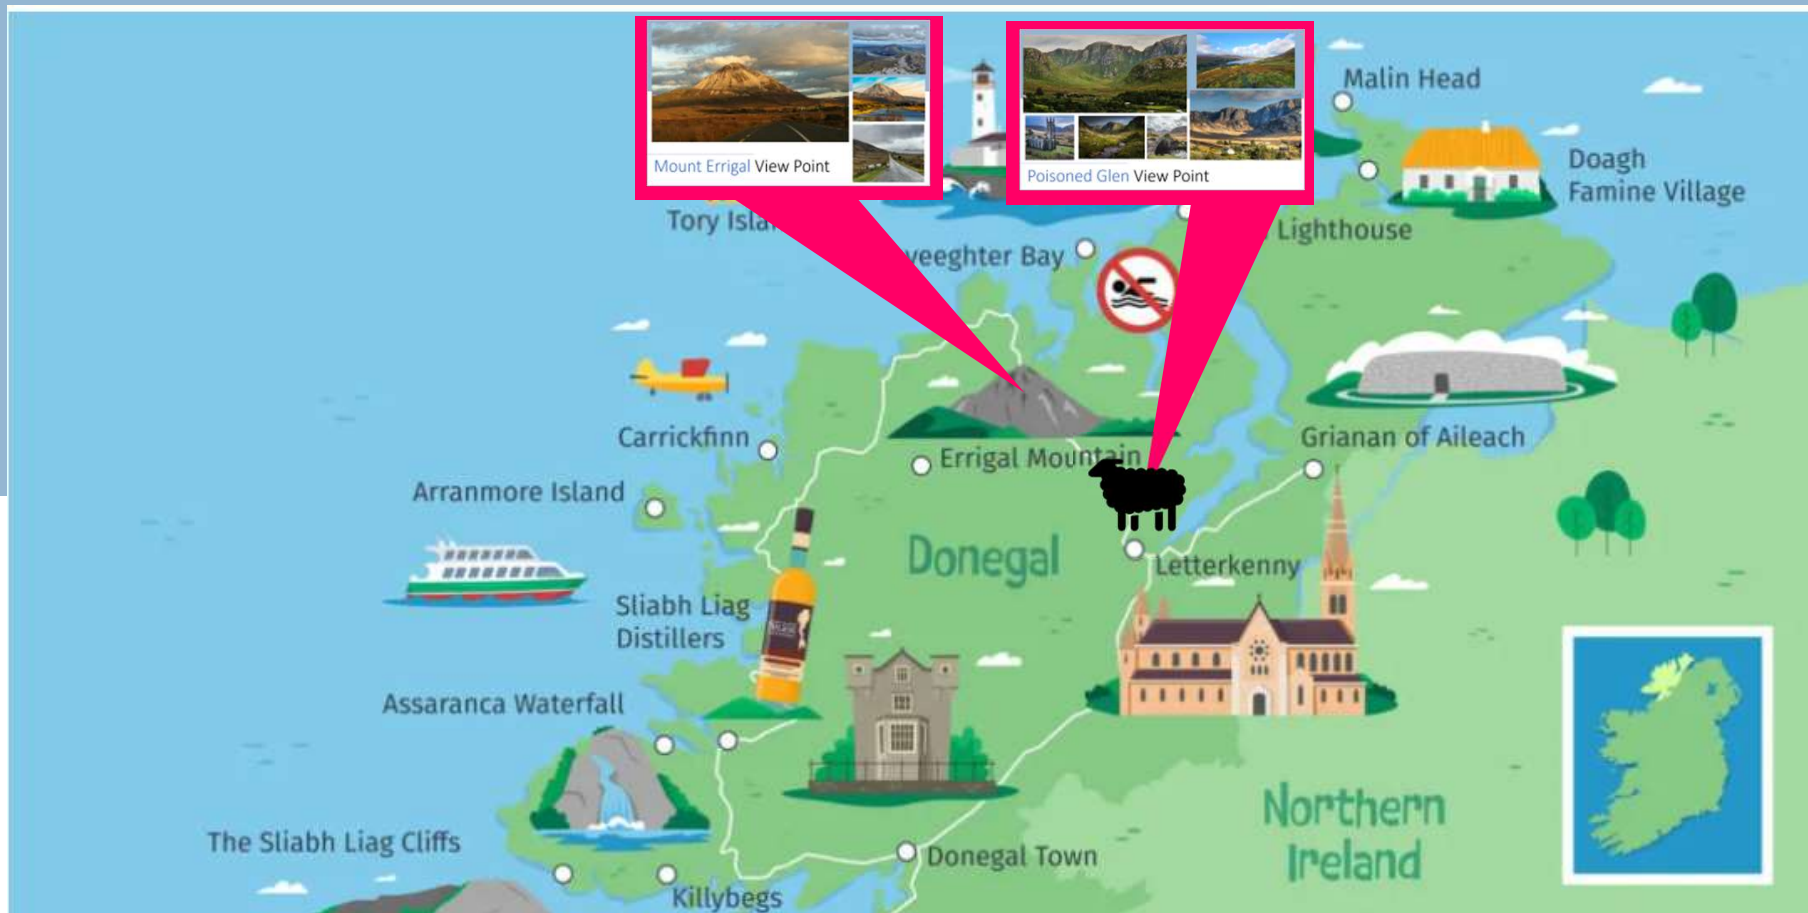 Mount Errigal View Point
Poisoned Glen View Point
Malin Head
Doagh
Famine Village
Tory
Lighthouse
Bay
Carrickfinn
Errigal Mountain
Grianan of Aileach
Arranmore Island
Donegal
Letterkenny
Sliabh Liag
Distillers
Assaranca Waterfall
Northern
Ireland
The Sliabh Liag Cliffs
Donegal Town
Killybegs